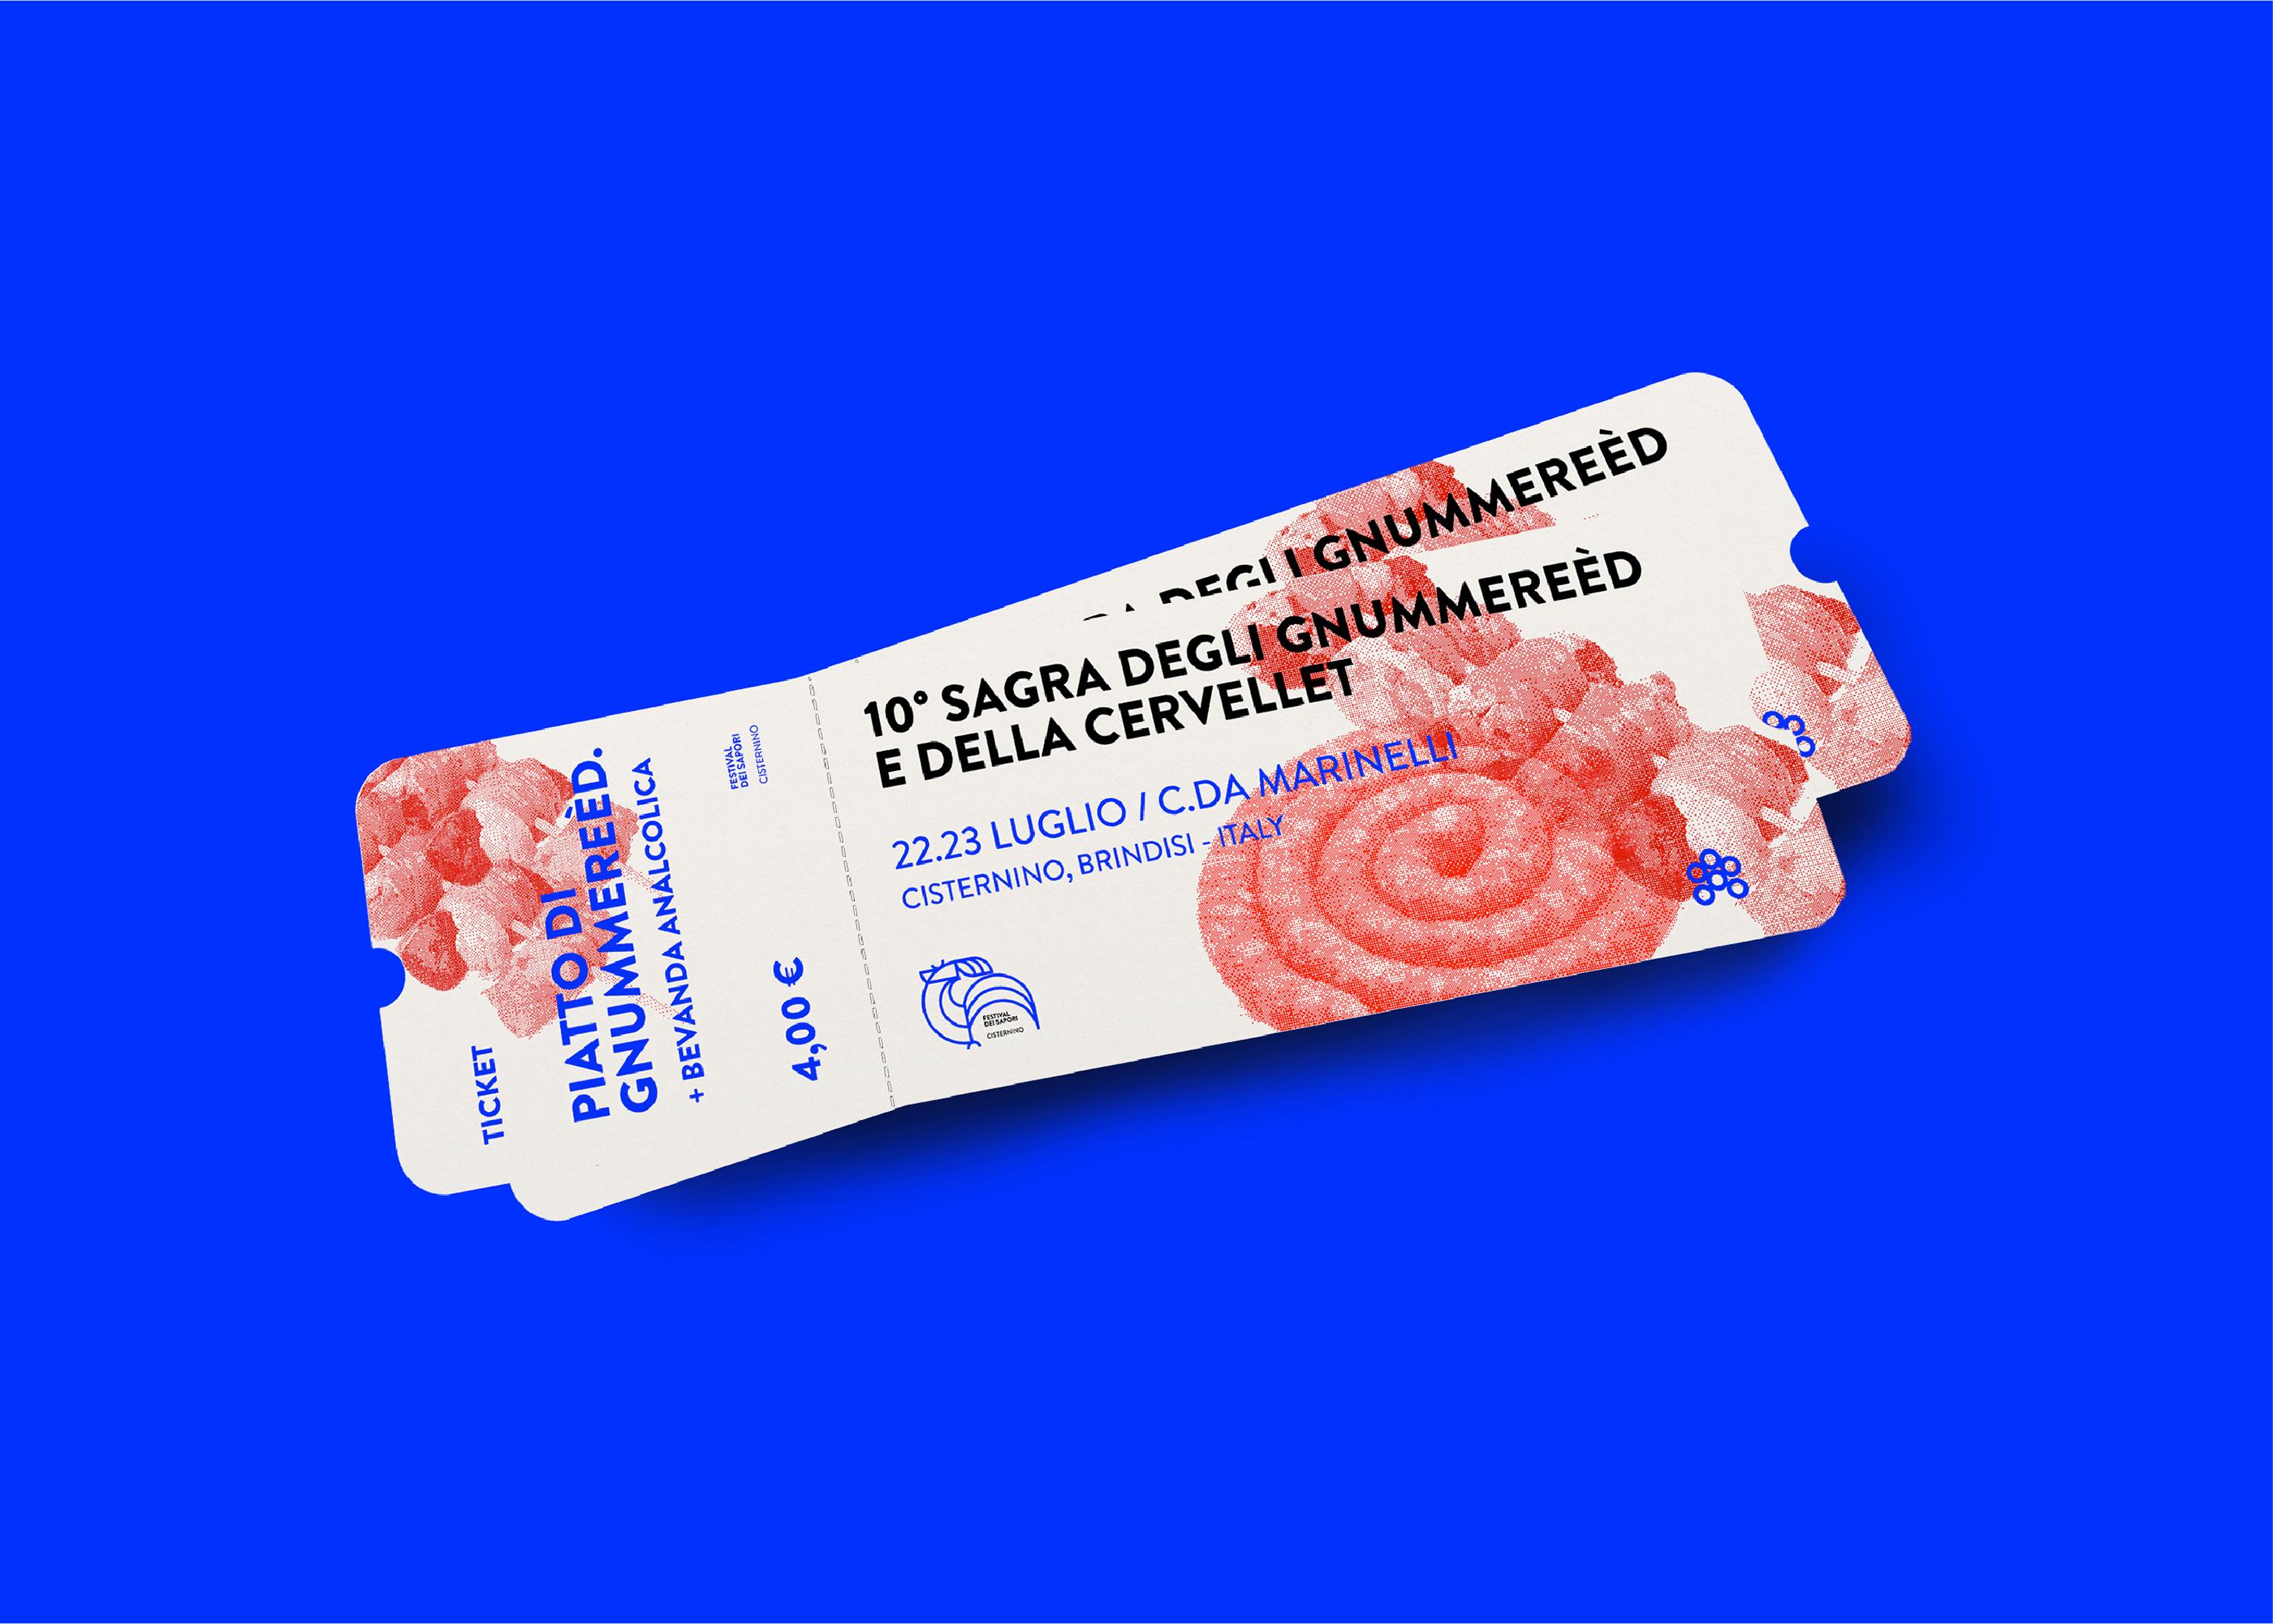 TICKET
PIATTO DI
GNUMMEREÈD.
+ BEVANDA ANALCOLICA
FESTIVAL
DEI SAPORI
CISTERNINO
4,00 €
10° SAGRA DEGLI GNUMMEREÈD
E DELLA CERVELLET
22.23 LUGLIO / C.DA MARINELLI
CISTERNINO, BRINDISI - ITALY
FESTIVAL
DEI SAPORI
CISTERNINO
DEGLI GNUMMEREÈD